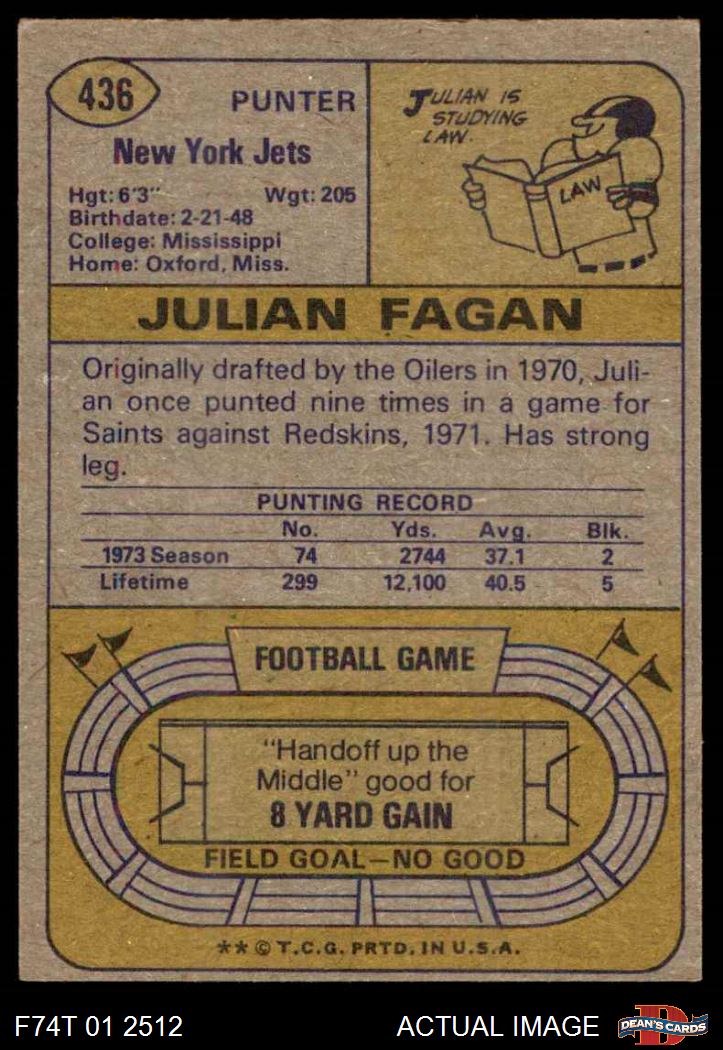 436
PUNTER
New York Jets
Hgt: 6'3" Wgt: 205
Birthdate: 2-21-48
College: Mississippi
Home: Oxford, Miss.
JULIAN IS
STUDYING
LAW.
LAW
JULIAN FAGAN
Originally drafted by the Oilers in 1970, Juli-
an once punted nine times in a game for
Saints against Redskins, 1971. Has strong
leg.
PUNTING RECORD
No. Yds. Avg. Blk.
1973 Season 74 2744 37.1 2
Lifetime 299 12,100 40.5 5
FOOTBALL GAME
"Handoff up the
Middle" good for
8 YARD GAIN
FIELD GOAL—NO GOOD
** © T.C.G. PRTD. IN U.S.A.
F74T 01 2512 ACTUAL IMAGE D DEAN'S CARDS